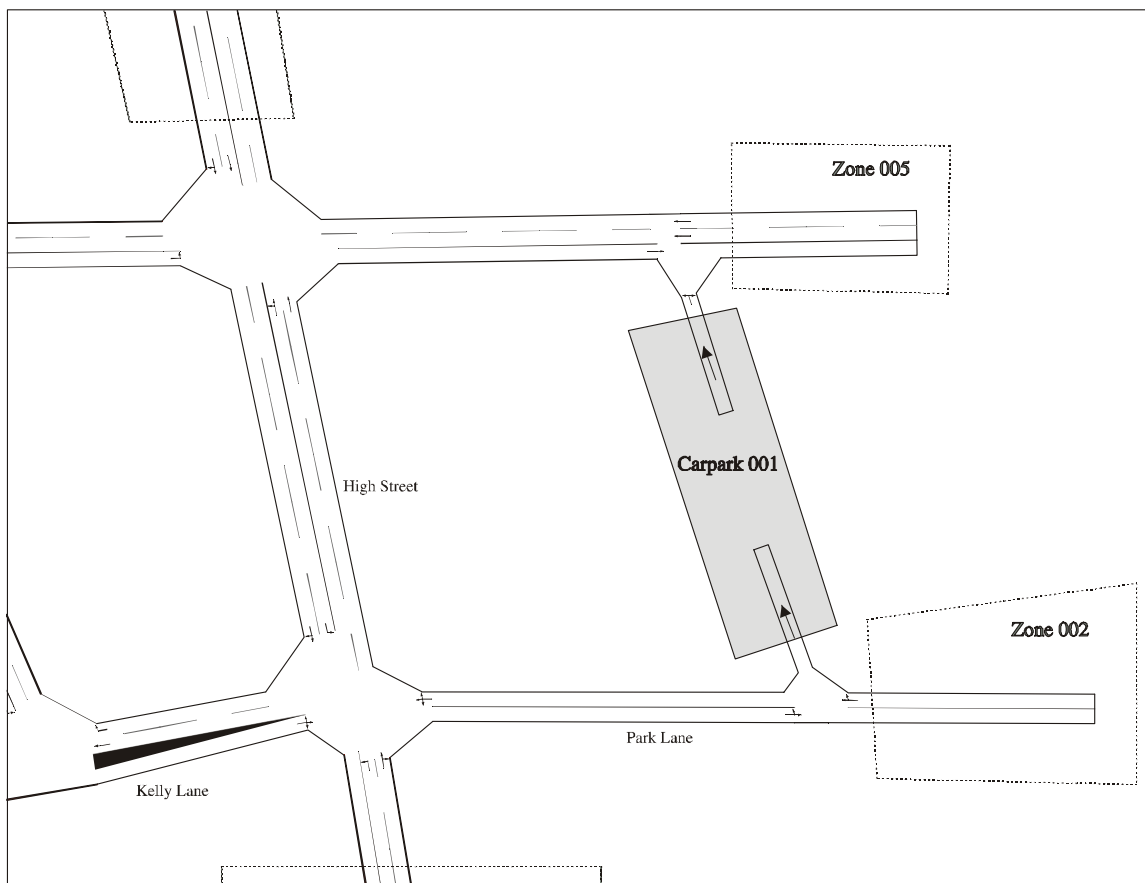 Zone 005
Carpark 001
High Street
Zone 002
Park Lane
Kelly Lane